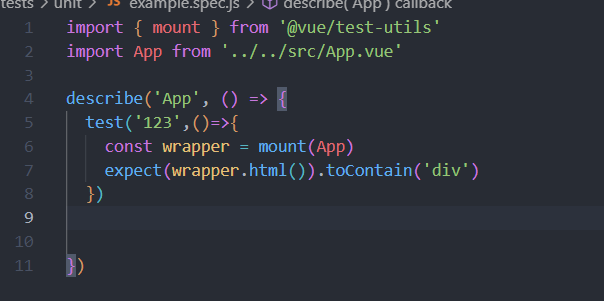 tests > unit > JS example.spec.js > describe('App') callback
1 import { mount } from '@vue/test-utils'
2 import App from '../../src/App.vue'
3
4 describe('App', () => {
5 test('123',()=>{
6 const wrapper = mount(App)
7 expect(wrapper.html()).toContain('div')
8 })
9
10
11 })